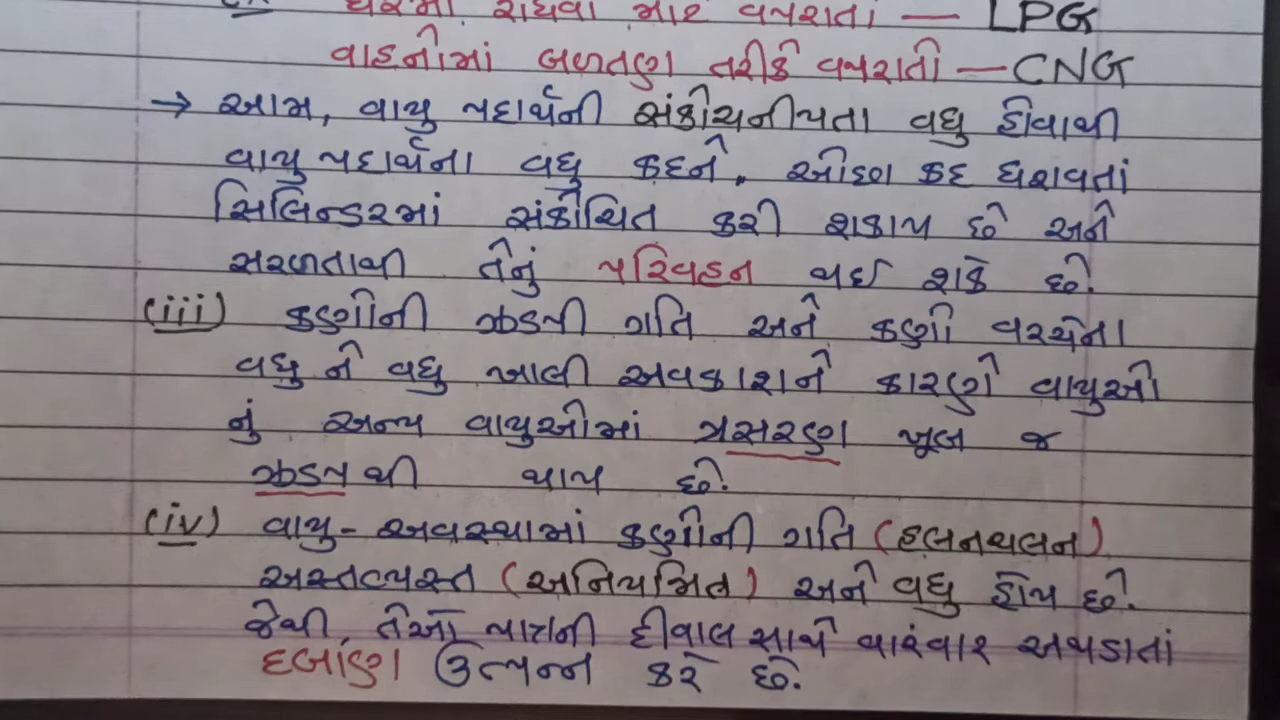 ઘરમાં રાંધવા માટે વપરાતો — LPG
વાહનોમાં બળતણ તરીકે વપરાતો — CNG
→ આમ, વાયુ પદાર્થની સંકોચનીયતા વધુ હોવાથી
વાયુ પદાર્થના વધુ કદને, ઓછા કદ ધરાવતાં
સિલિન્ડરમાં સંકોચિત કરી શકાય છે અને
સરળતાથી તેનું પરિવહન થઈ શકે છે.
(iii) કણોની ઝડપી ગતિ અને કણો વચ્ચેના
વધુ ને વધુ ખાલી અવકાશને કારણે વાયુઓ
નું અન્ય વાયુઓમાં પ્રસરણ ખૂબ જ
ઝડપથી થાય છે.
(iv) વાયુ- અવસ્થામાં કણોની ગતિ (હલનચલન)
અસ્તવ્યસ્ત (અનિયમિત) અને વધુ હોય છે.
જેથી, તેઓ પાત્રની દીવાલ સાથે વારંવાર અથડાતાં
દબાણ ઉત્પન્ન કરે છે.